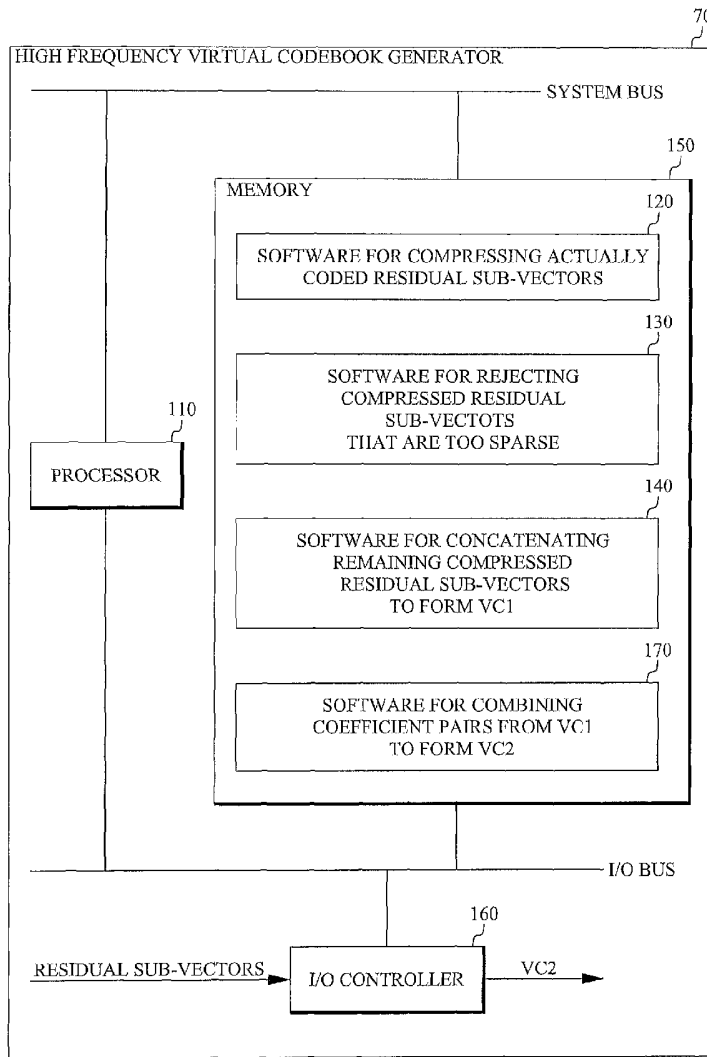 70
HIGH FREQUENCY VIRTUAL CODEBOOK GENERATOR
SYSTEM BUS
150
MEMORY
120
SOFTWARE FOR COMPRESSING ACTUALLY
CODED RESIDUAL SUB-VECTORS
130
SOFTWARE FOR REJECTING
COMPRESSED RESIDUAL
SUB-VECTOTS
THAT ARE TOO SPARSE
110
PROCESSOR
140
SOFTWARE FOR CONCATENATING
REMAINING COMPRESSED
RESIDUAL SUB-VECTORS
TO FORM VC1
170
SOFTWARE FOR COMBINING
COEFFICIENT PAIRS FROM VC1
TO FORM VC2
I/O BUS
160
RESIDUAL SUB-VECTORS
I/O CONTROLLER
VC2